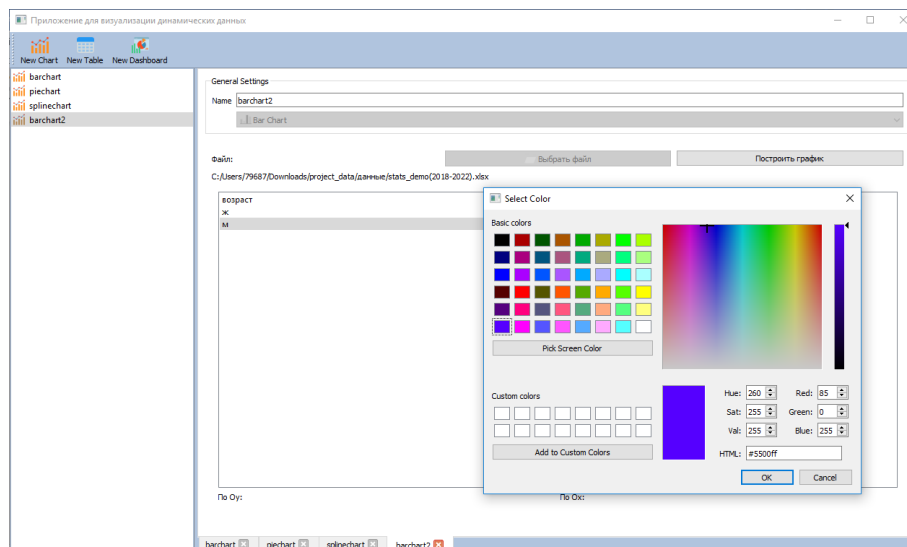 Приложение для визуализации динамических данных
New Chart New Table New Dashboard
barchart
piechart
splinechart
barchart2
General Settings
Name barchart2
Bar Chart
Файл:
Выбрать файл
Построить график
C:/Users/79687/Downloads/project_data/данные/stats_demo(2018-2022).xlsx
возраст
ж
м
Select Color
Basic colors
Pick Screen Color
Custom colors
Add to Custom Colors
Hue: 260 Red: 85
Sat: 255 Green: 0
Val: 255 Blue: 255
HTML: #5500ff
OK Cancel
По Oy: По Ox:
barchart piechart splinechart barchart2